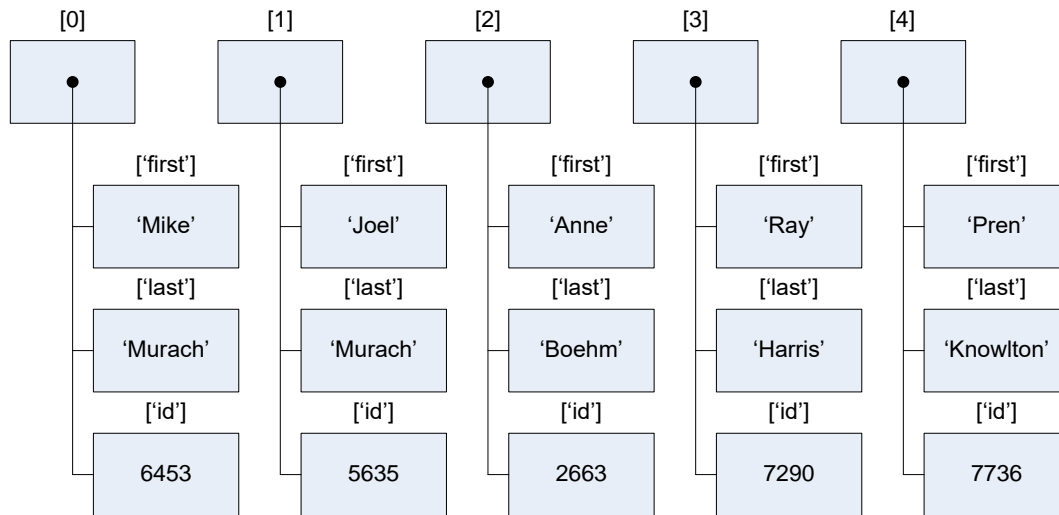 [0] [1] [2] [3] [4]
[‘first’] [‘first’] [‘first’] [‘first’] [‘first’]
‘Mike’ ‘Joel’ ‘Anne’ ‘Ray’ ‘Pren’
[‘last’] [‘last’] [‘last’] [‘last’] [‘last’]
‘Murach’ ‘Murach’ ‘Boehm’ ‘Harris’ ‘Knowlton’
[‘id’] [‘id’] [‘id’] [‘id’] [‘id’]
6453 5635 2663 7290 7736